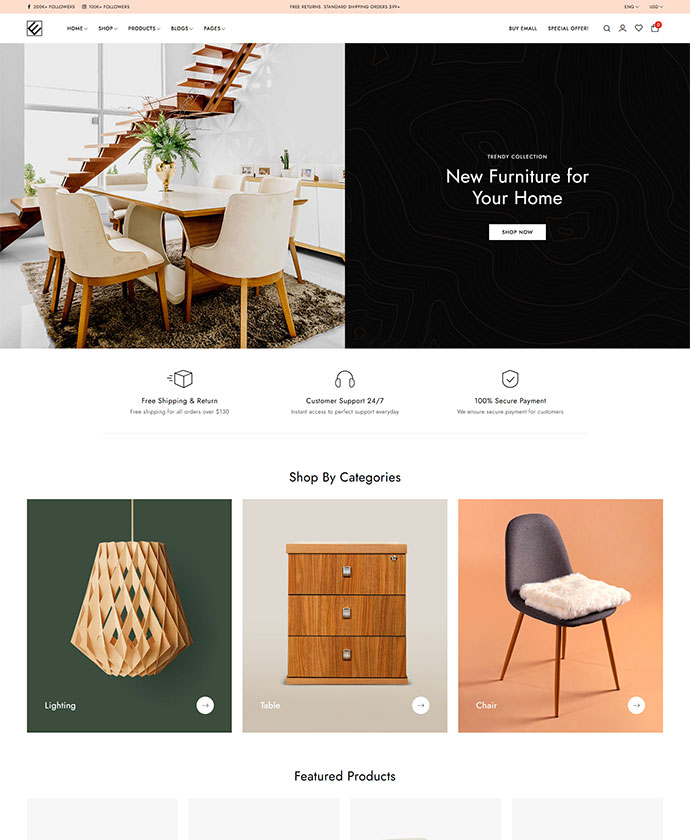 200K+ FOLLOWERS 100K+ FOLLOWERS FREE RETURNS. STANDARD SHIPPING ORDERS $99+ ENG USD
HOME SHOP PRODUCTS BLOGS PAGES BUY EMALL SPECIAL OFFER! 0
TRENDY COLLECTION
New Furniture for
Your Home
SHOP NOW
Free Shipping & Return Customer Support 24/7 100% Secure Payment
Free shipping for all orders over $130 Instant access to perfect support everyday We ensure secure payment for customers
Shop By Categories
Lighting Table Chair
Featured Products